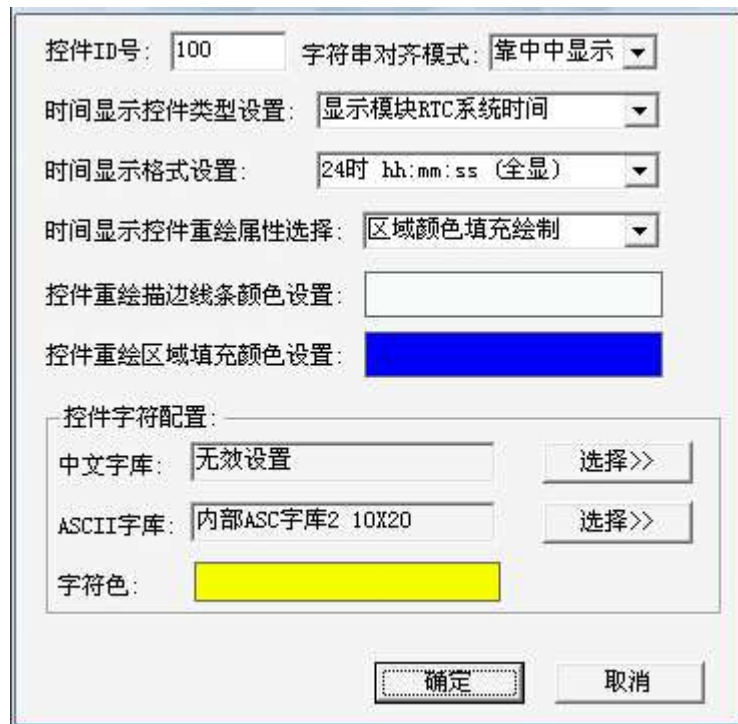 控件ID号: 100 字符串对齐模式: 靠中中显示
时间显示控件类型设置: 显示模块RTC系统时间
时间显示格式设置: 24时 hh:mm:ss (全显)
时间显示控件重绘属性选择: 区域颜色填充绘制
控件重绘描边线条颜色设置:
控件重绘区域填充颜色设置:
控件字符配置:
中文字库: 无效设置 选择>>
ASCII字库: 内部ASC字库2 10X20 选择>>
字符色:
确定 取消